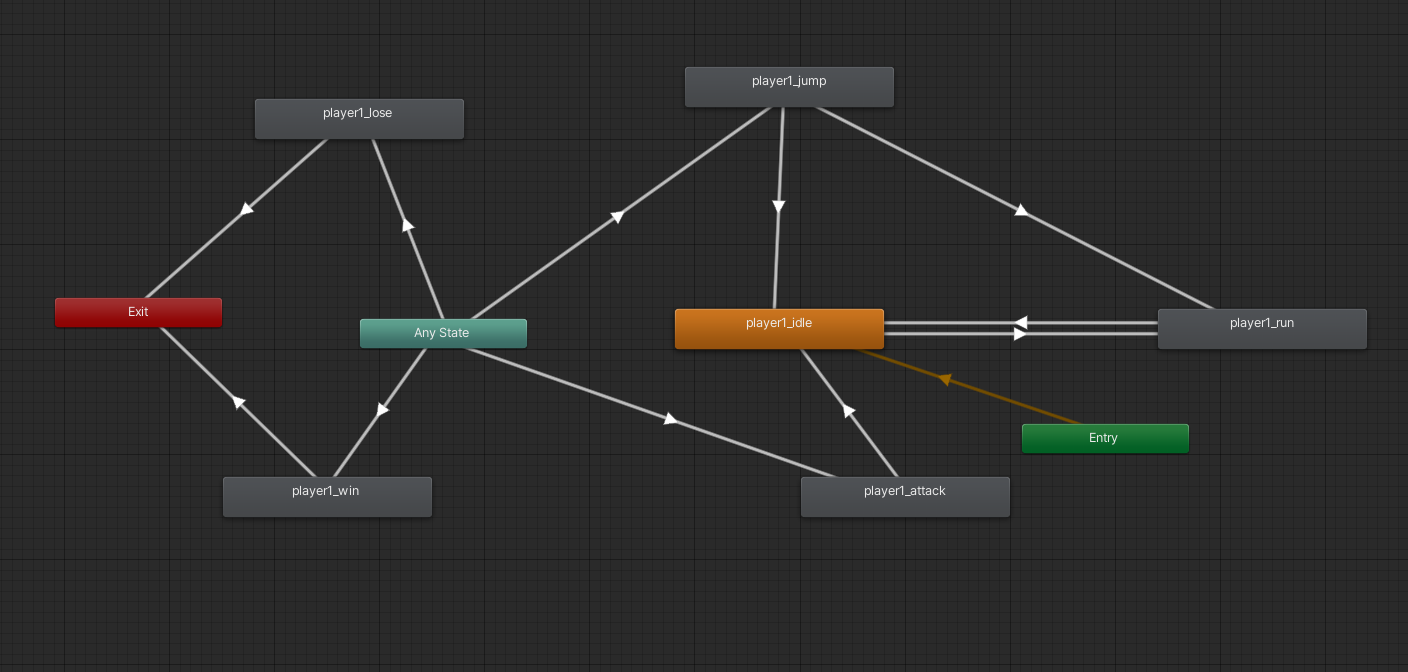 player1_jump
player1_lose
Exit
Any State
player1_idle
player1_run
Entry
player1_win
player1_attack